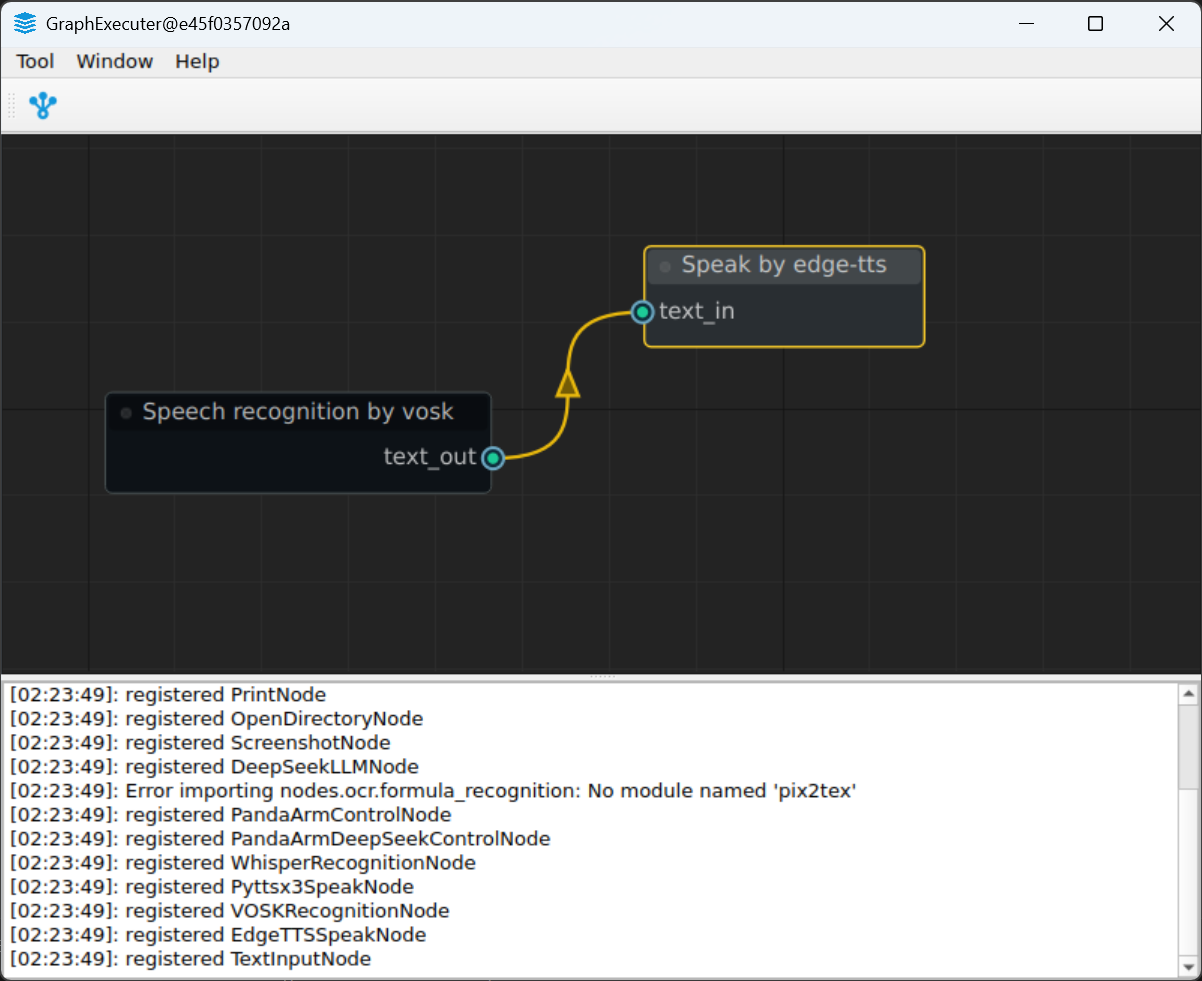 GraphExecuter@e45f0357092a
Tool Window Help
Speak by edge-tts
text_in
Speech recognition by vosk
text_out
[02:23:49]: registered PrintNode
[02:23:49]: registered OpenDirectoryNode
[02:23:49]: registered ScreenshotNode
[02:23:49]: registered DeepSeekLLMNode
[02:23:49]: Error importing nodes.ocr.formula_recognition: No module named 'pix2tex'
[02:23:49]: registered PandaArmControlNode
[02:23:49]: registered PandaArmDeepSeekControlNode
[02:23:49]: registered WhisperRecognitionNode
[02:23:49]: registered Pyttsx3SpeakNode
[02:23:49]: registered VOSKRecognitionNode
[02:23:49]: registered EdgeTTSSpeakNode
[02:23:49]: registered TextInputNode